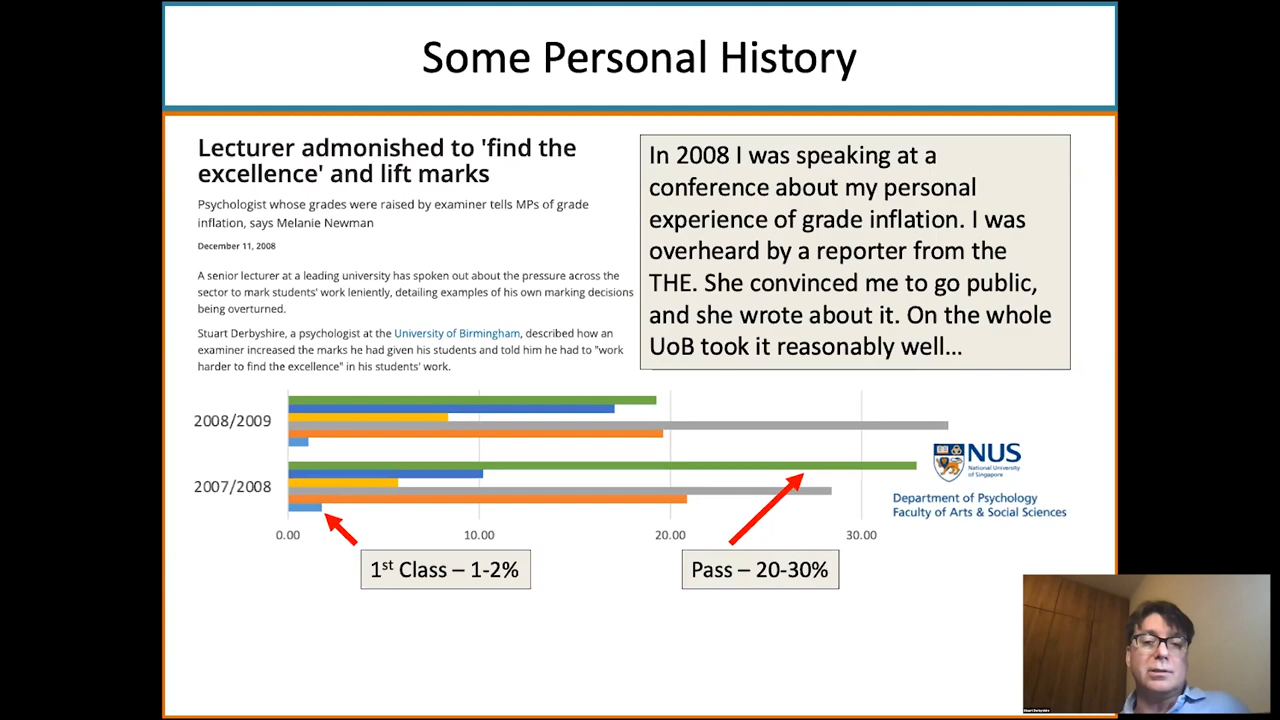 Some Personal History
Lecturer admonished to 'find the
excellence' and lift marks
Psychologist whose grades were raised by examiner tells MPs of grade
inflation, says Melanie Newman
December 11, 2008
A senior lecturer at a leading university has spoken out about the pressure across the
sector to mark students' work leniently, detailing examples of his own marking decisions
being overturned.
Stuart Derbyshire, a psychologist at the University of Birmingham, described how an
examiner increased the marks he had given his students and told him he had to "work
harder to find the excellence" in his students' work.
In 2008 I was speaking at a
conference about my personal
experience of grade inflation. I was
overheard by a reporter from the
THE. She convinced me to go public,
and she wrote about it. On the whole
UoB took it reasonably well...
2008/2009
2007/2008
0.00 10.00 20.00 30.00
1st Class – 1-2%
Pass – 20-30%
NUS
National University
of Singapore
Department of Psychology
Faculty of Arts & Social Sciences
Stuart Derbyshire